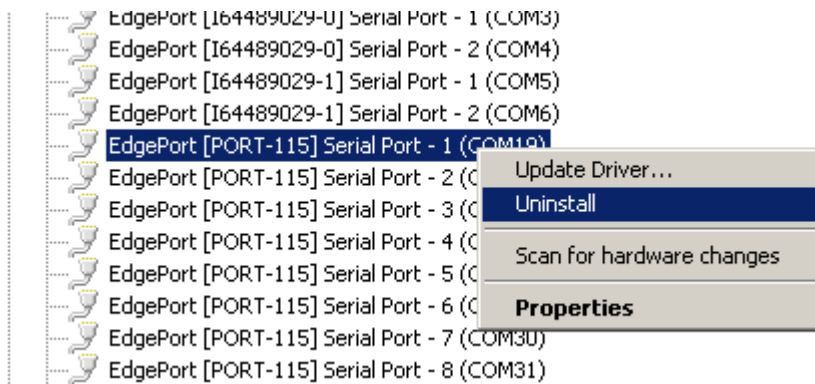 EdgePort [I64489029-0] Serial Port - 1 (COM3)
EdgePort [I64489029-0] Serial Port - 2 (COM4)
EdgePort [I64489029-1] Serial Port - 1 (COM5)
EdgePort [I64489029-1] Serial Port - 2 (COM6)
EdgePort [PORT-115] Serial Port - 1 (COM19)
EdgePort [PORT-115] Serial Port - 2 (C
EdgePort [PORT-115] Serial Port - 3 (C
EdgePort [PORT-115] Serial Port - 4 (C
EdgePort [PORT-115] Serial Port - 5 (C
EdgePort [PORT-115] Serial Port - 6 (C
EdgePort [PORT-115] Serial Port - 7 (COM30)
EdgePort [PORT-115] Serial Port - 8 (COM31)
Update Driver...
Uninstall
Scan for hardware changes
Properties